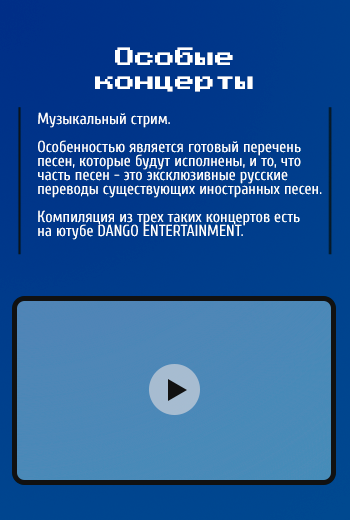 Особые
концерты
Музыкальный стрим.
Особенностью является готовый перечень
песен, которые будут исполнены, и то, что
часть песен - это эксклюзивные русские
переводы существующих иностранных песен.
Компиляция из трех таких концертов есть
на ютубе DANGO ENTERTAINMENT.